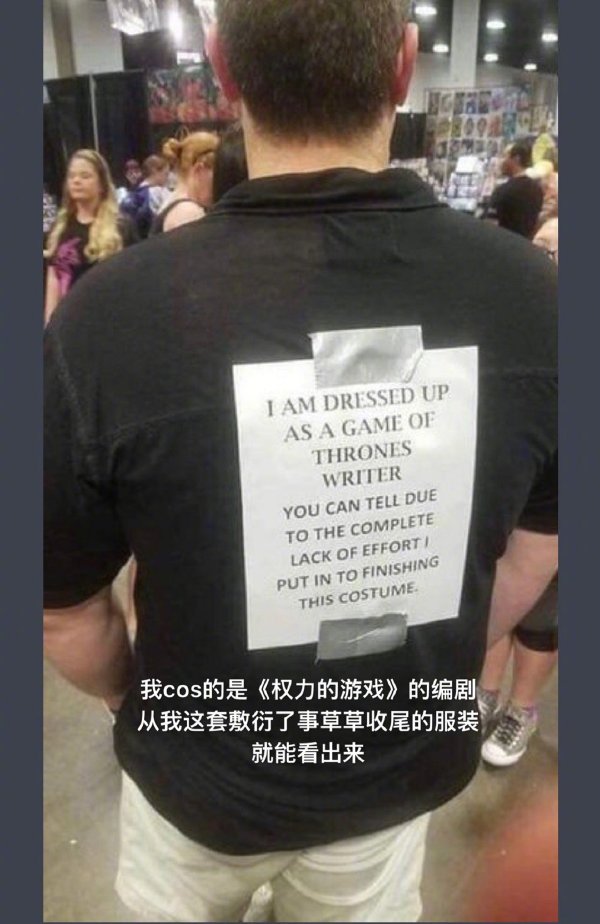 I AM DRESSED UP
AS A GAME OF
THRONES
WRITER
YOU CAN TELL DUE
TO THE COMPLETE
LACK OF EFFORT I
PUT IN TO FINISHING
THIS COSTUME.
我cos的是《权力的游戏》的编剧
从我这套敷衍了事草草收尾的服装
就能看出来